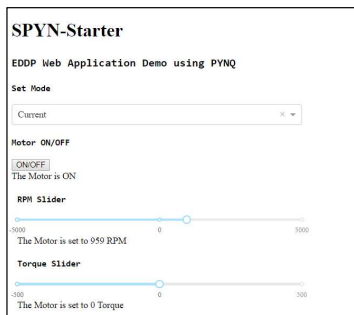 SPYN-Starter
EDDP Web Application Demo using PYNQ
Set Mode
Current
Motor ON/OFF
ON/OFF
The Motor is ON
RPM Slider
-5000 0 5000
The Motor is set to 959 RPM
Torque Slider
-500 0 500
The Motor is set to 0 Torque